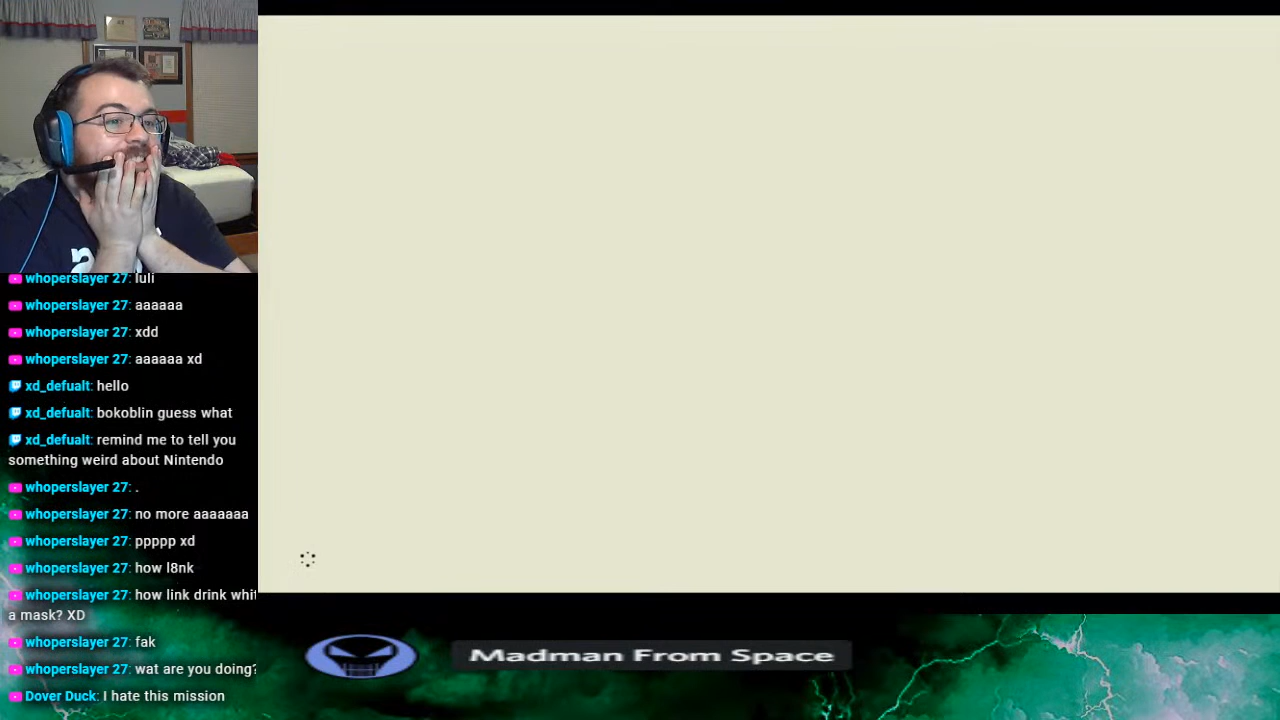 whoperslayer 27: luli
whoperslayer 27: aaaaaa
whoperslayer 27: xdd
whoperslayer 27: aaaaaa xd
xd_defualt: hello
xd_defualt: bokoblin guess what
xd_defualt: remind me to tell you
something weird about Nintendo
whoperslayer 27: .
whoperslayer 27: no more aaaaaaa
whoperslayer 27: ppppp xd
whoperslayer 27: how l8nk
whoperslayer 27: how link drink whit
a mask? XD
whoperslayer 27: fak
whoperslayer 27: wat are you doing?
Dover Duck: I hate this mission
Madman From Space